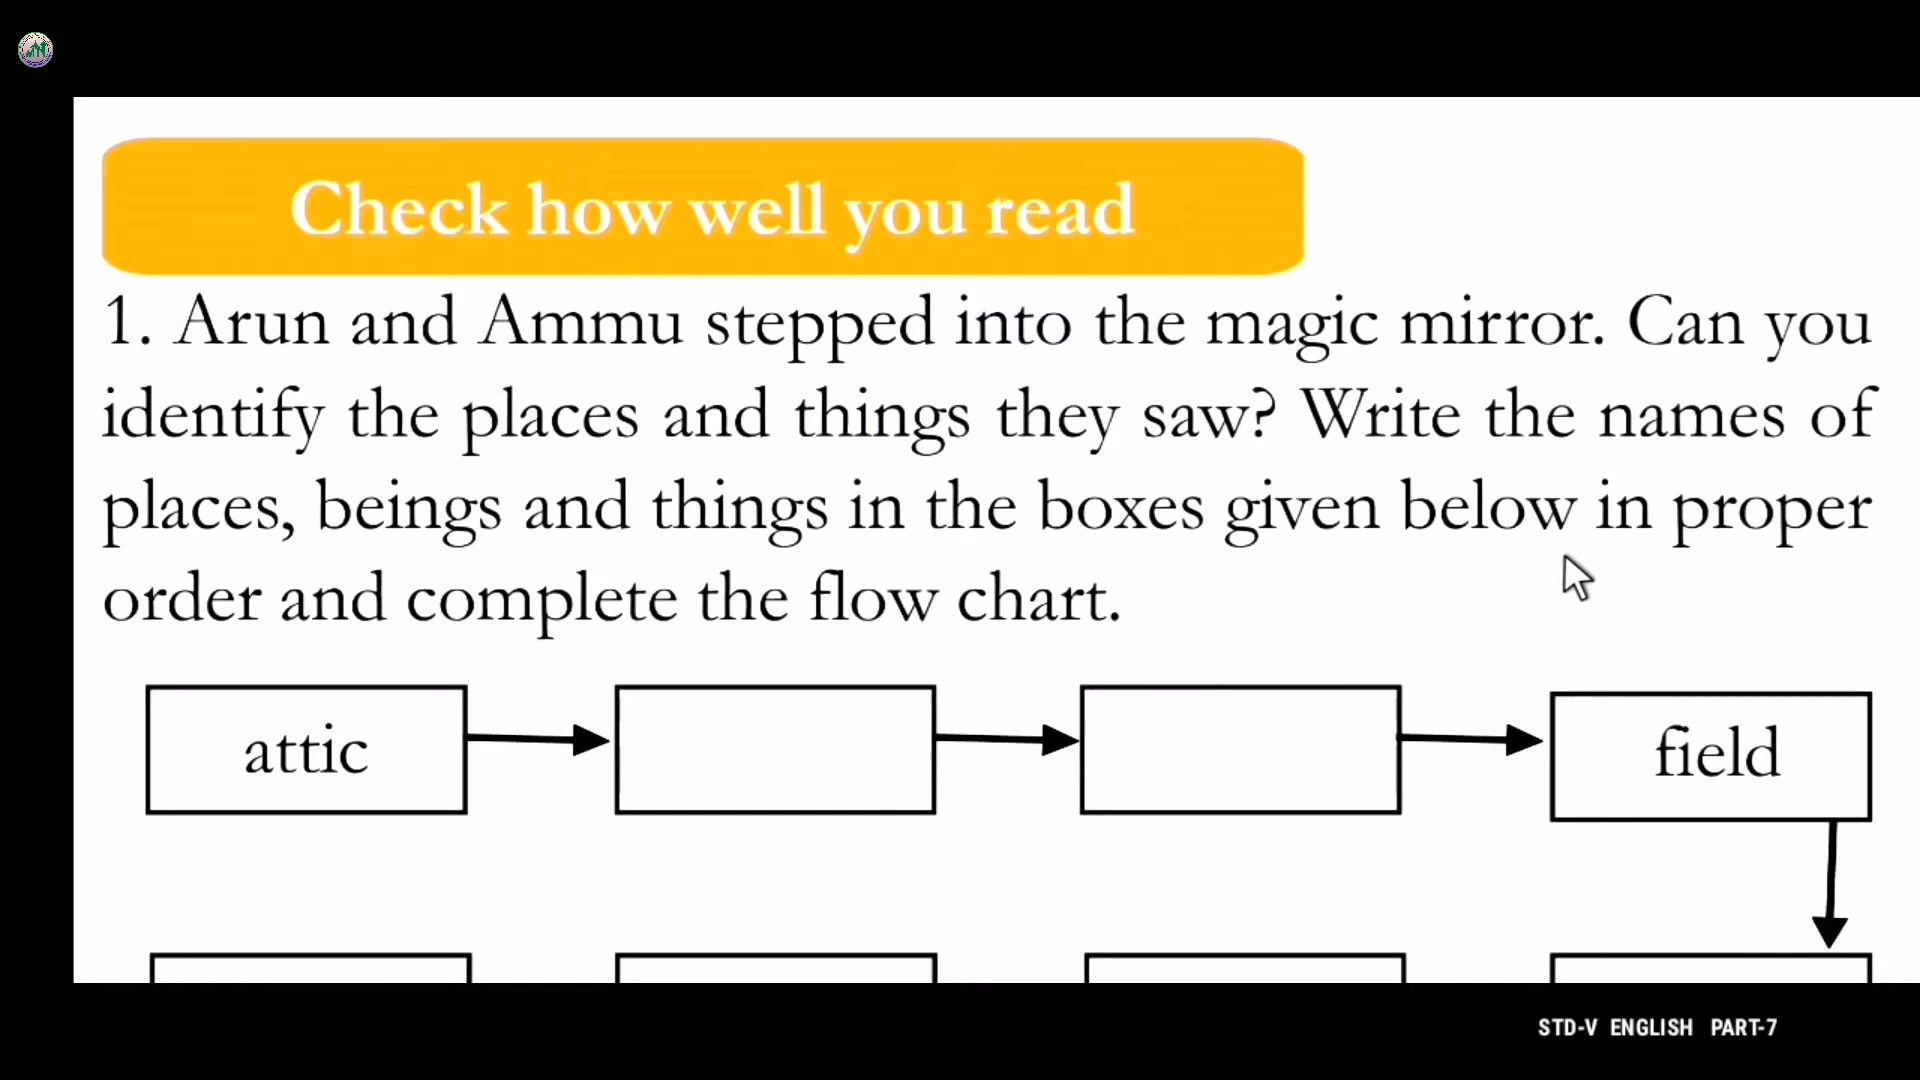 Check how well you read
1. Arun and Ammu stepped into the magic mirror. Can you
identify the places and things they saw? Write the names of
places, beings and things in the boxes given below in proper
order and complete the flow chart.
attic
field
STD-V ENGLISH PART-7